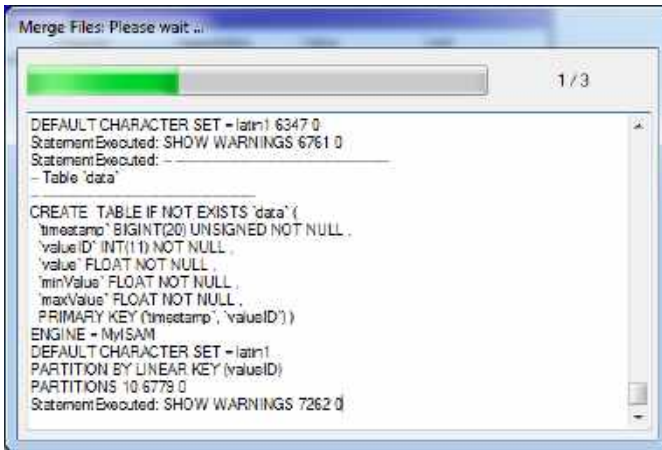 Merge Files: Please wait ...
1 / 3
DEFAULT CHARACTER SET = latin1 6347 0
StatementExecuted: SHOW WARNINGS 6761 0
StatementExecuted: -- -----------------------------------------------------
-- Table `data`
-- -----------------------------------------------------
CREATE  TABLE IF NOT EXISTS `data` (
`timestamp` BIGINT(20) UNSIGNED NOT NULL ,
`valueID` INT(11) NOT NULL ,
`value` FLOAT NOT NULL ,
`minValue` FLOAT NOT NULL ,
`maxValue` FLOAT NOT NULL ,
PRIMARY KEY (`timestamp`, `valueID`) )
ENGINE = MyISAM
DEFAULT CHARACTER SET = latin1
PARTITION BY LINEAR KEY (valueID)
PARTITIONS 10 6779 0
StatementExecuted: SHOW WARNINGS 7262 0